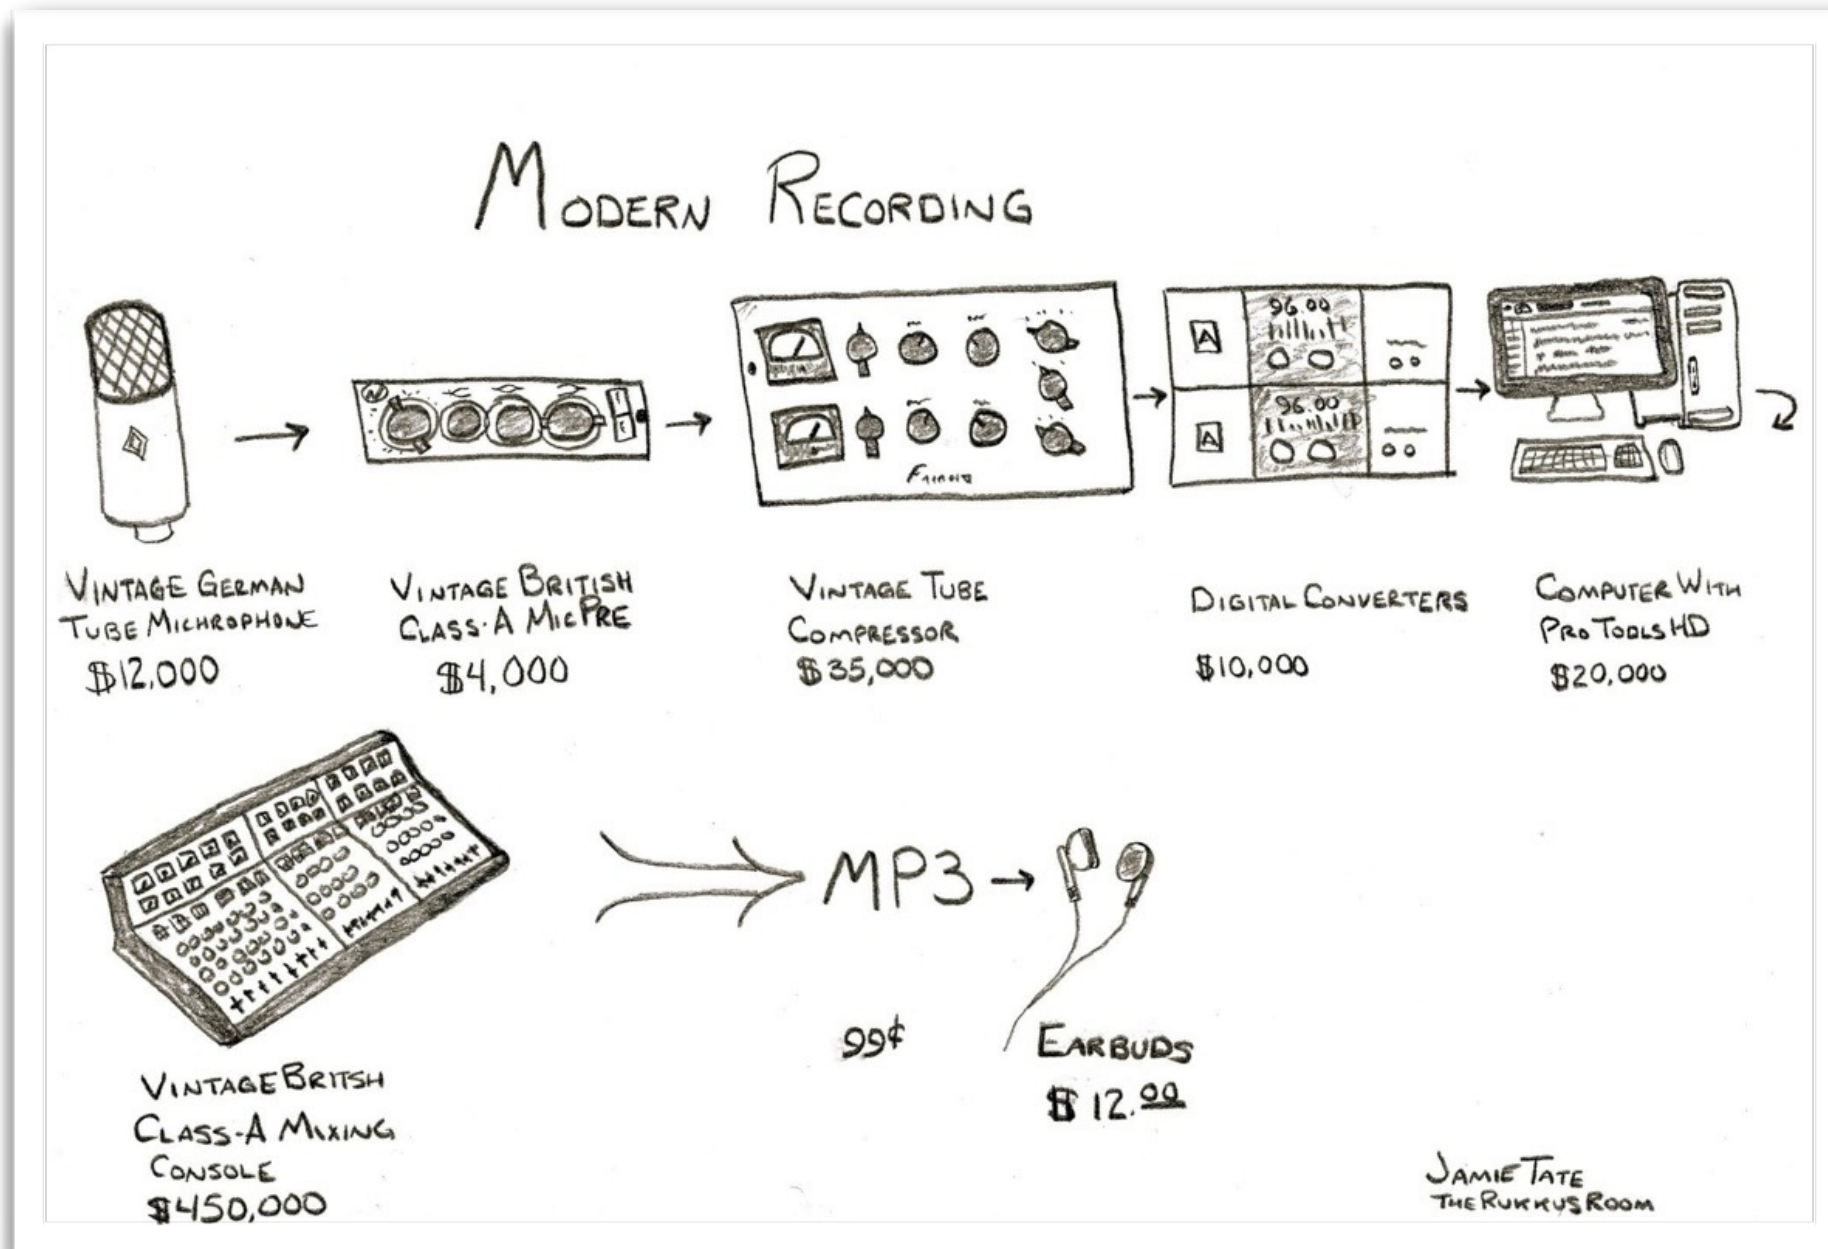 MODERN RECORDING
96.00
96.00
VINTAGE GERMAN
TUBE MICHROPHONE
$12,000
VINTAGE BRITISH
CLASS-A MIC PRE
$4,000
VINTAGE TUBE
COMPRESSOR
$35,000
DIGITAL CONVERTERS
$10,000
COMPUTER WITH
PRO TOOLS HD
$20,000
MP3
99¢
EARBUDS
$12.00
VINTAGE BRITSH
CLASS-A MIXING
CONSOLE
$450,000
JAMIE TATE
THE RUKKUS ROOM